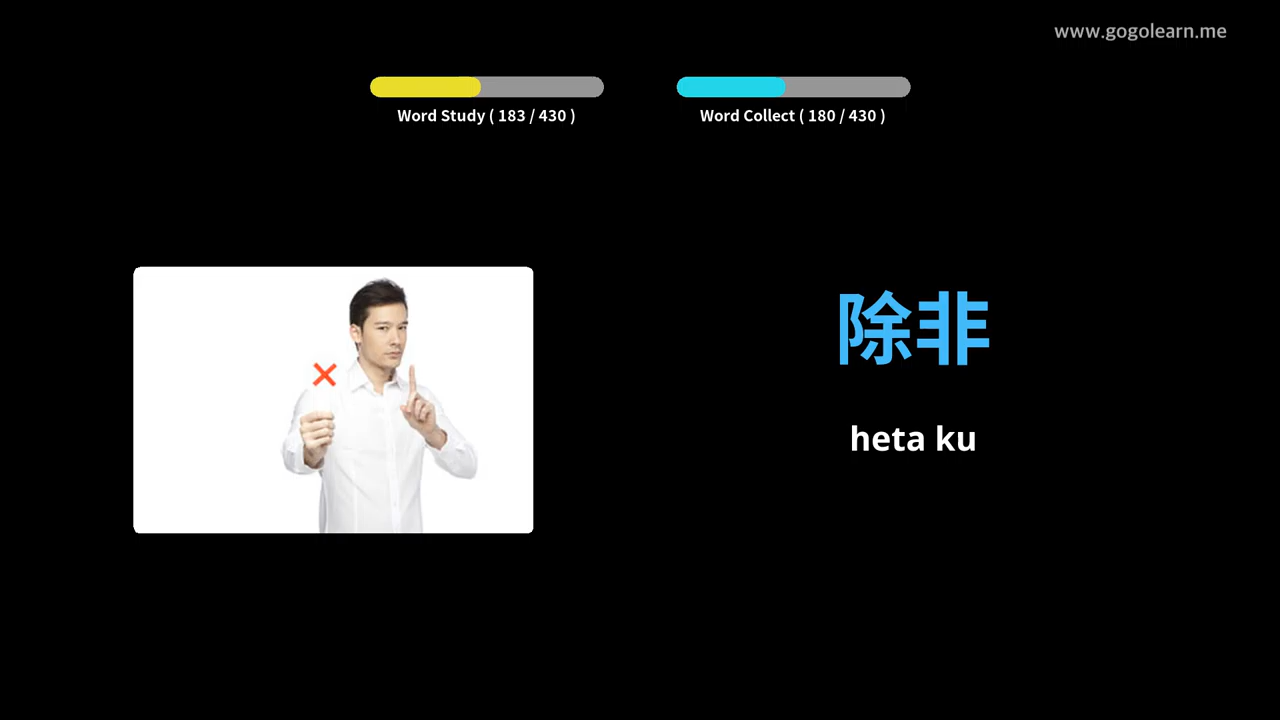 www.gogolearn.me
Word Study ( 183 / 430 )
Word Collect ( 180 / 430 )
除非
heta ku